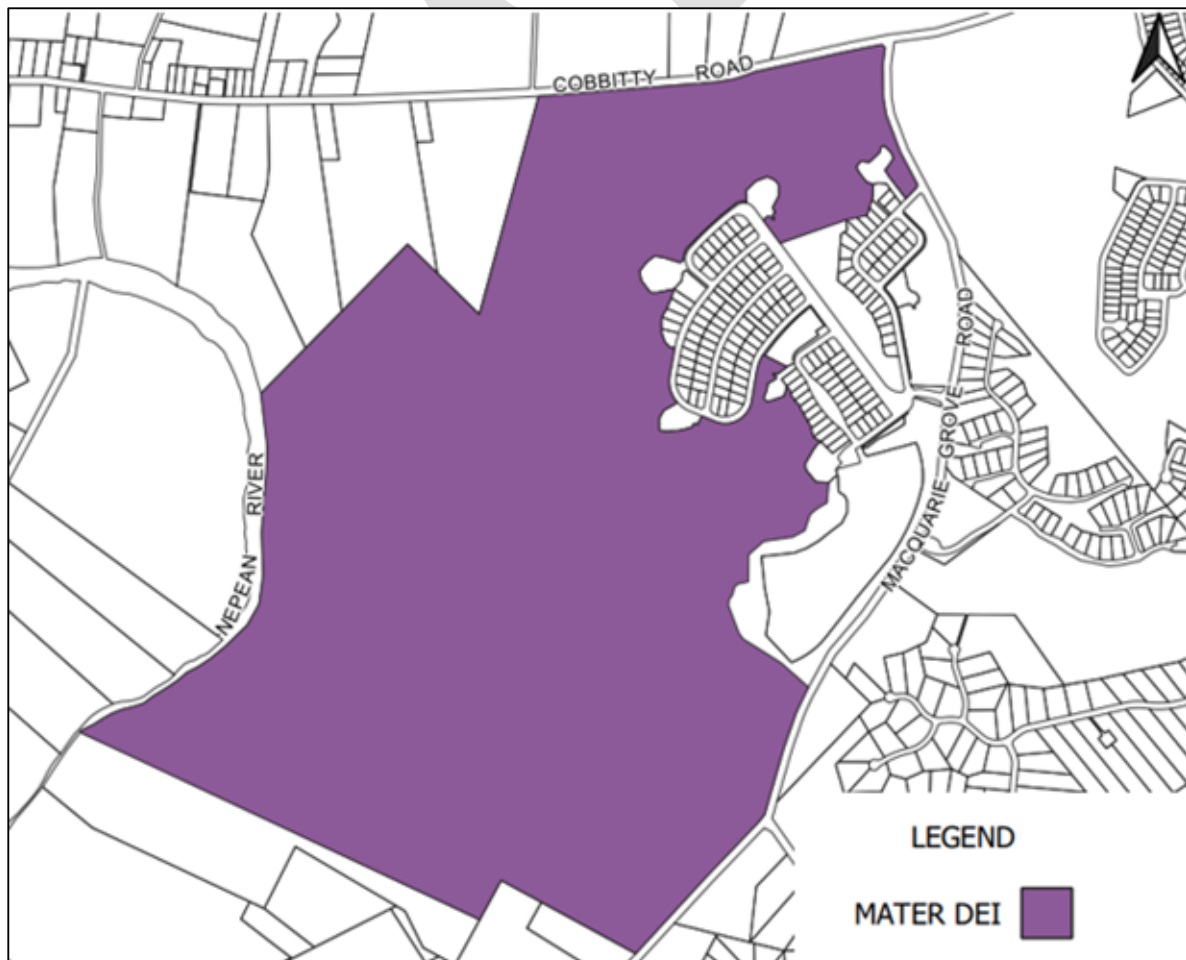 COBBITTY ROAD
NEPEAN RIVER
MACQUARIE GROVE ROAD
LEGEND
MATER DEI